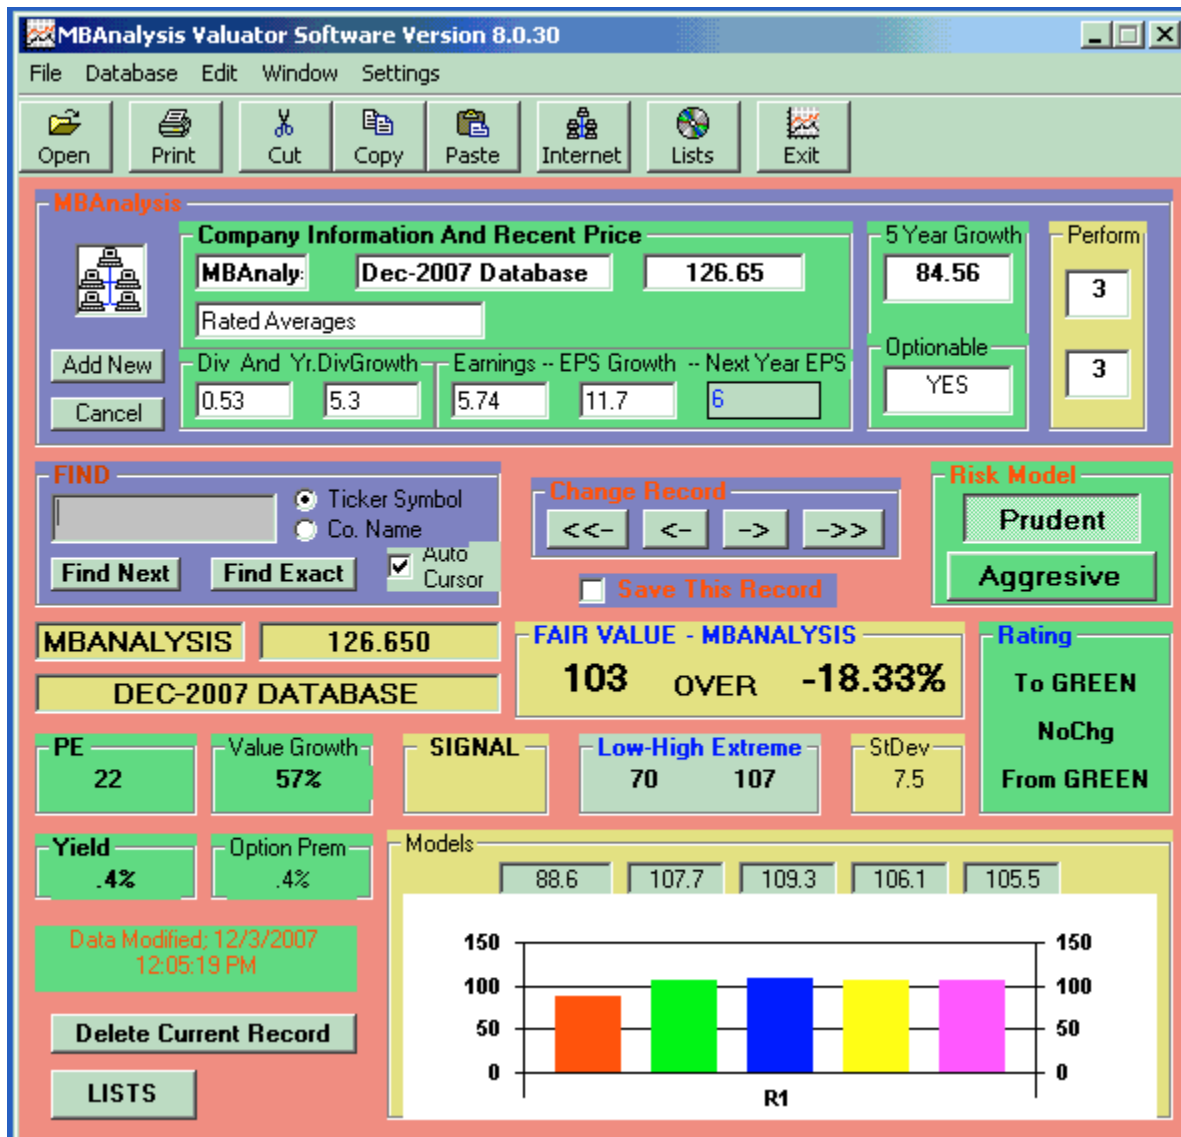 MBAnalysis Valuator Software Version 8.0.30
File Database Edit Window Settings
Open Print Cut Copy Paste Internet Lists Exit
MBAnalysis
Company Information And Recent Price
5 Year Growth
Perform
MBAnaly: Dec-2007 Database 126.65
84.56
3
Rated Averages
Add New
Div And Yr.DivGrowth Earnings -- EPS Growth -- Next Year EPS
Optionable
3
0.53 5.3 5.74 11.7 6
YES
Cancel
FIND
Ticker Symbol
Co. Name
Find Next Find Exact
Auto
Cursor
Change Record
<<- <- -> ->>
Save This Record
Risk Model
Prudent
Aggresive
MBANALYSIS 126.650
DEC-2007 DATABASE
FAIR VALUE - MBANALYSIS
103 OVER -18.33%
Rating
To GREEN
NoChg
From GREEN
PE
22
Value Growth
57%
SIGNAL
Low-High Extreme
70 107
StDev
7.5
Yield
.4%
Option Prem
.4%
Models
88.6 107.7 109.3 106.1 105.5
150 150
100 100
50 50
0 0
R1
Data Modified; 12/3/2007
12:05:19 PM
Delete Current Record
LISTS